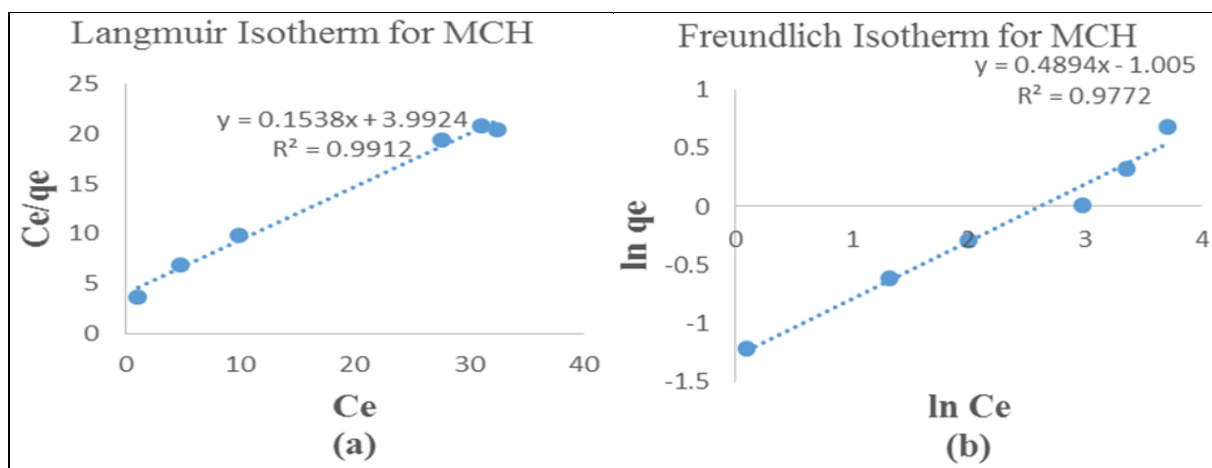 Langmuir Isotherm for MCH
25
20
15
10
5
0
y = 0.1538x + 3.9924
R² = 0.9912
Ce/qe
0 10 20 30 40
Ce
(a)
Freundlich Isotherm for MCH
y = 0.4894x - 1.005
R² = 0.9772
1
0.5
0
-0.5
-1
-1.5
ln qe
0 1 2 3 4
ln Ce
(b)